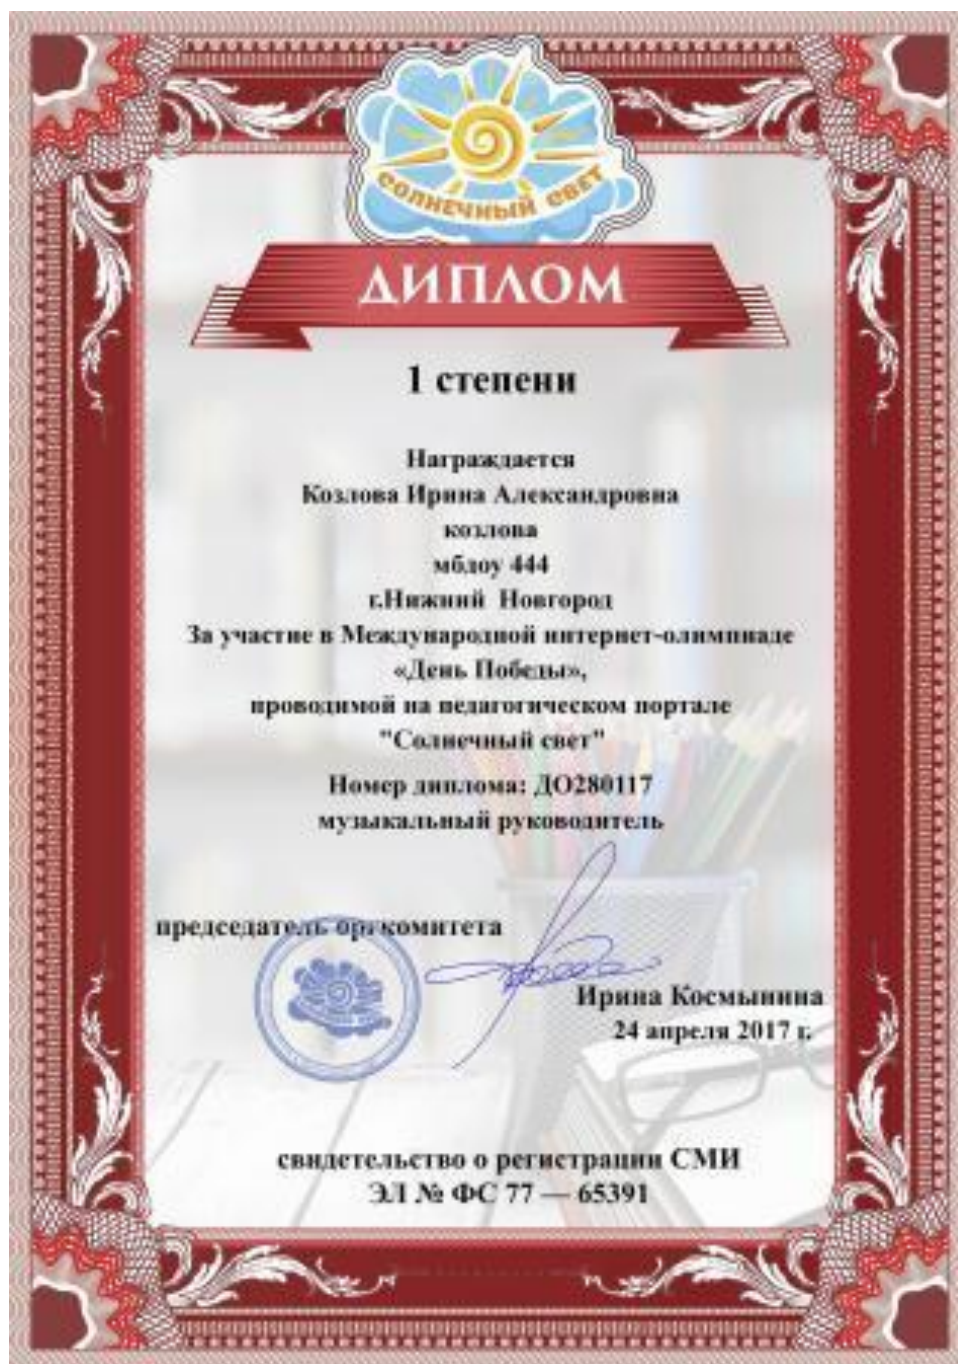 СОЛНЕЧНЫЙ СВЕТ
ДИПЛОМ
1 степени
Награждается
Козлова Ирина Александровна
козлова
мбдоу 444
г.Нижний Новгород
За участие в Международной интернет-олимпиаде
«День Победы»,
проводимой на педагогическом портале
"Солнечный свет"
Номер диплома: ДО280117
музыкальный руководитель
председатель оргкомитета
Ирина Космынина
24 апреля 2017 г.
свидетельство о регистрации СМИ
ЭЛ № ФС 77 — 65391